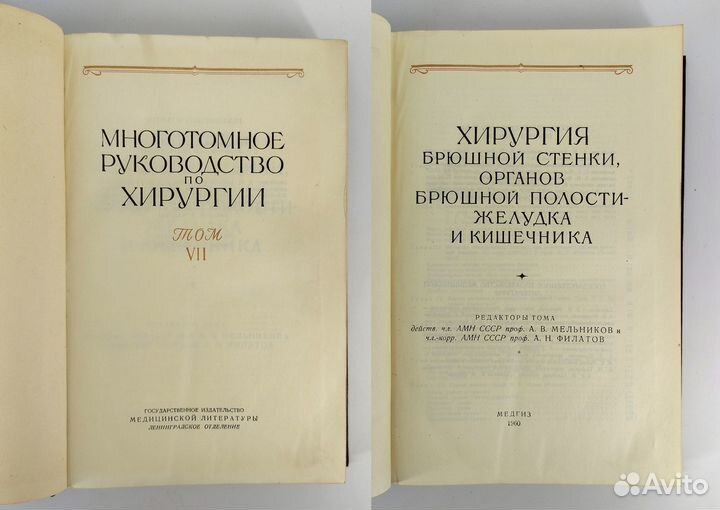 МНОГОТОМНОЕ
РУКОВОДСТВО
ПО
ХИРУРГИИ
ТОМ
VII
ГОСУДАРСТВЕННОЕ ИЗДАТЕЛЬСТВО
МЕДИЦИНСКОЙ ЛИТЕРАТУРЫ
ЛЕНИНГРАДСКОЕ ОТДЕЛЕНИЕ
ХИРУРГИЯ
БРЮШНОЙ СТЕНКИ,
ОРГАНОВ
БРЮШНОЙ ПОЛОСТИ-
ЖЕЛУДКА
И КИШЕЧНИКА
РЕДАКТОРЫ ТОМА
действ. чл. АМН СССР проф. А. В. МЕЛЬНИКОВ и
чл.-корр. АМН СССР проф. А. Н. ФИЛАТОВ
МЕДГИЗ
1960
Avito